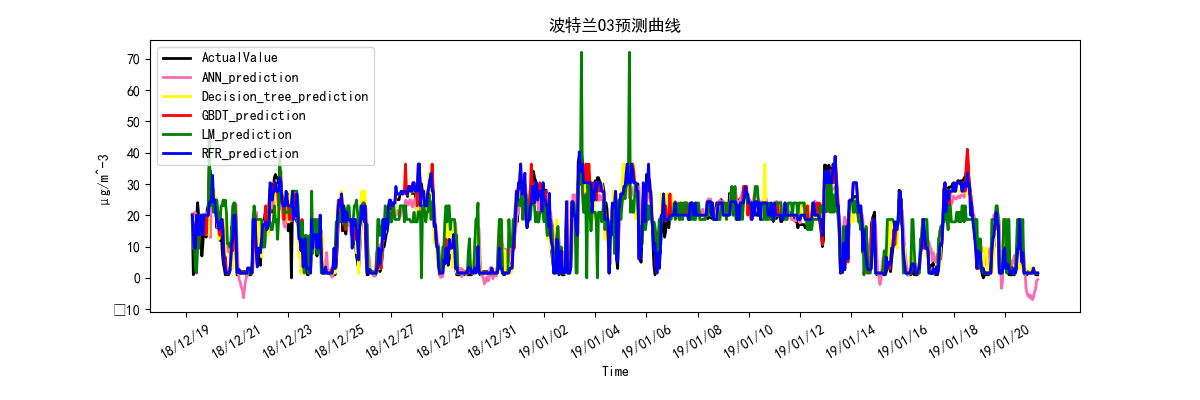 波特兰O3预测曲线
ActualValue
ANN_prediction
Decision_tree_prediction
GBDT_prediction
LM_prediction
RFR_prediction
70
60
50
40
30
20
10
0
□10
μg/m^-3
18/12/19
18/12/21
18/12/23
18/12/25
18/12/27
18/12/29
18/12/31
19/01/02
19/01/04
19/01/06
19/01/08
19/01/10
19/01/12
19/01/14
19/01/16
19/01/18
19/01/20
Time